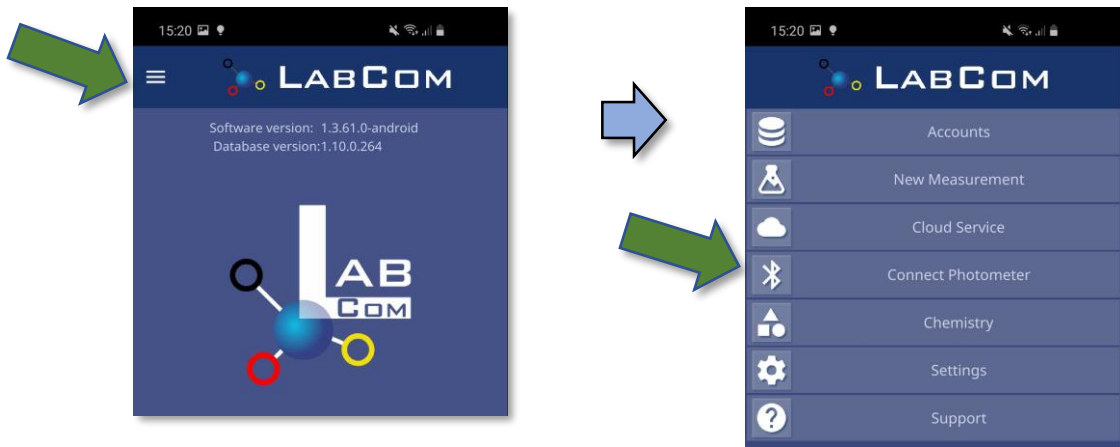 15:20
LABCOM
Software version: 1.3.61.0-android
Database version:1.10.0.264
LAB
COM
15:20
LABCOM
Accounts
New Measurement
Cloud Service
Connect Photometer
Chemistry
Settings
Support